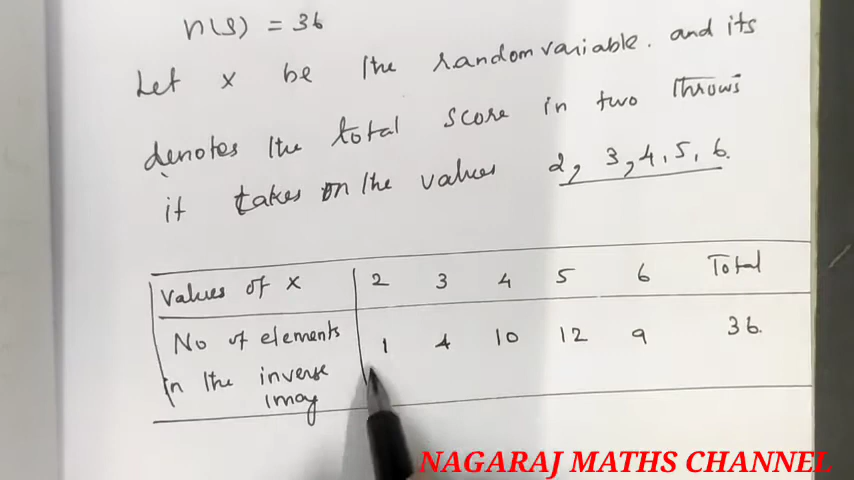 n(S) = 36
Let x be the random variable. and its
denotes the total score in two throws
it takes on the values 2, 3, 4, 5, 6.
Values of x 2 3 4 5 6 Total
No of elements 1 4 10 12 9 36.
in the inverse
imag
NAGARAJ MATHS CHANNEL